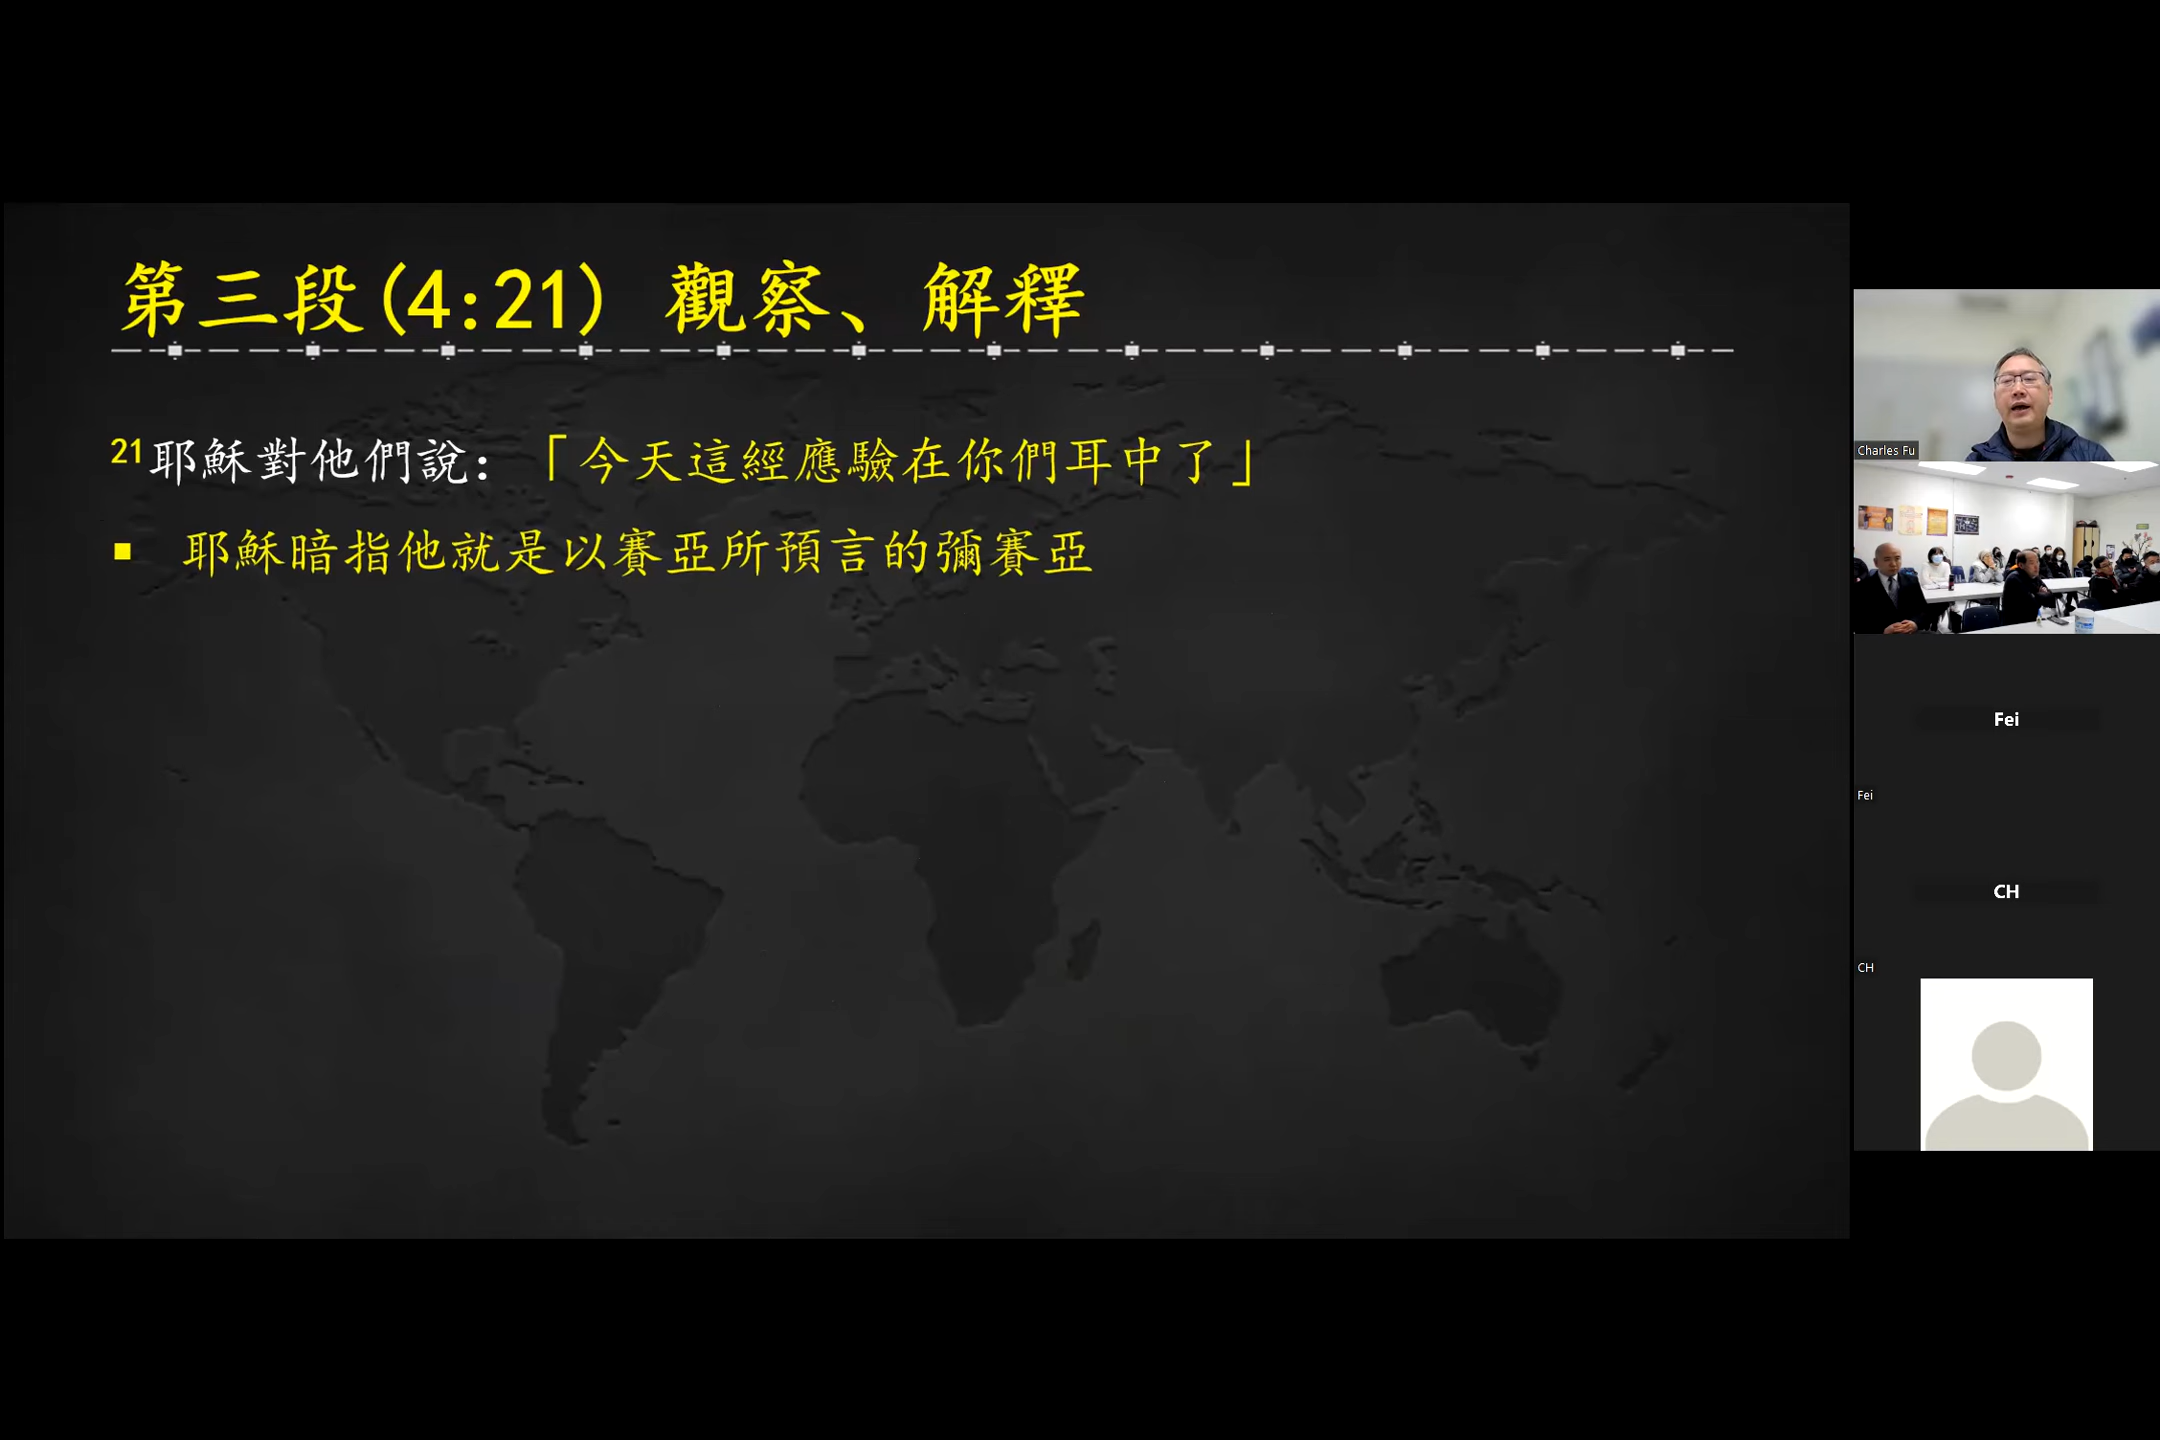 第三段(4:21) 觀察、解釋
21耶穌對他們說：「今天這經應驗在你們耳中了」
▪ 耶穌暗指他就是以賽亞所預言的彌賽亞
Charles Fu
Fei
Fei
CH
CH